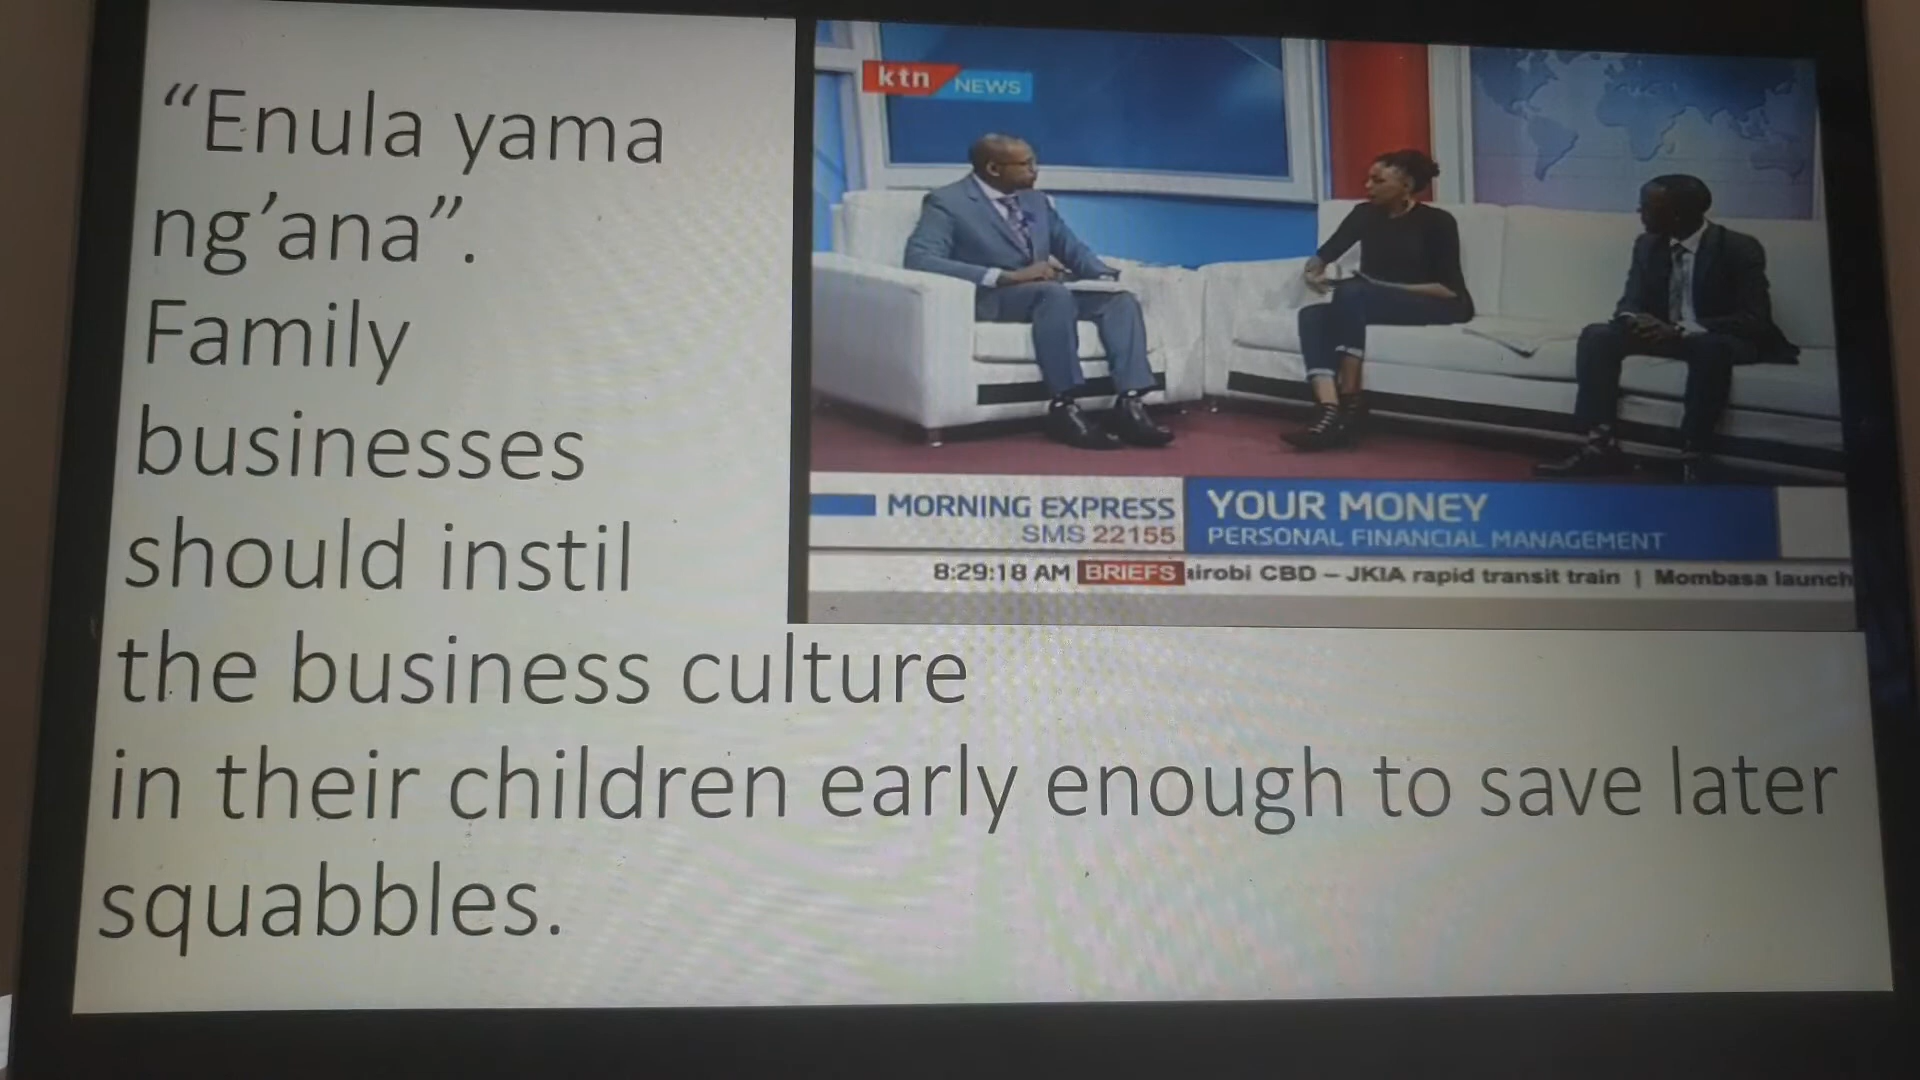 “Enula yama
ng’ana”.
Family
businesses
should instil
the business culture
in their children early enough to save later
squabbles.
ktn NEWS
MORNING EXPRESS
SMS 22155
YOUR MONEY
PERSONAL FINANCIAL MANAGEMENT
8:29:18 AM BRIEFS airobi CBD – JKIA rapid transit train | Mombasa launch